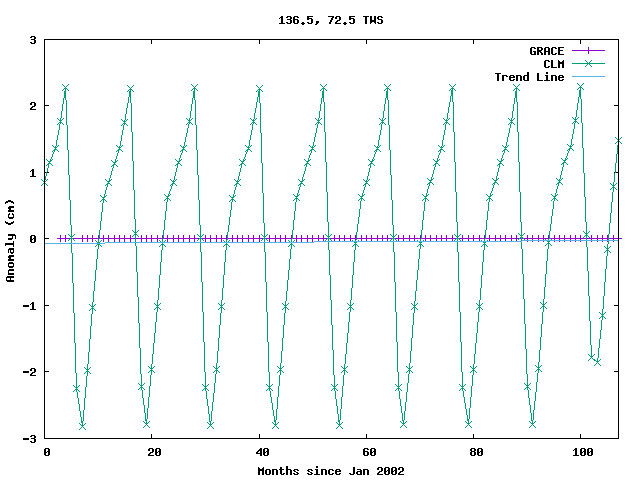 136.5, 72.5 TWS
GRACE
CLM
Trend Line
3
2
1
0
-1
-2
-3
Anomaly (cm)
0 20 40 60 80 100
Months since Jan 2002